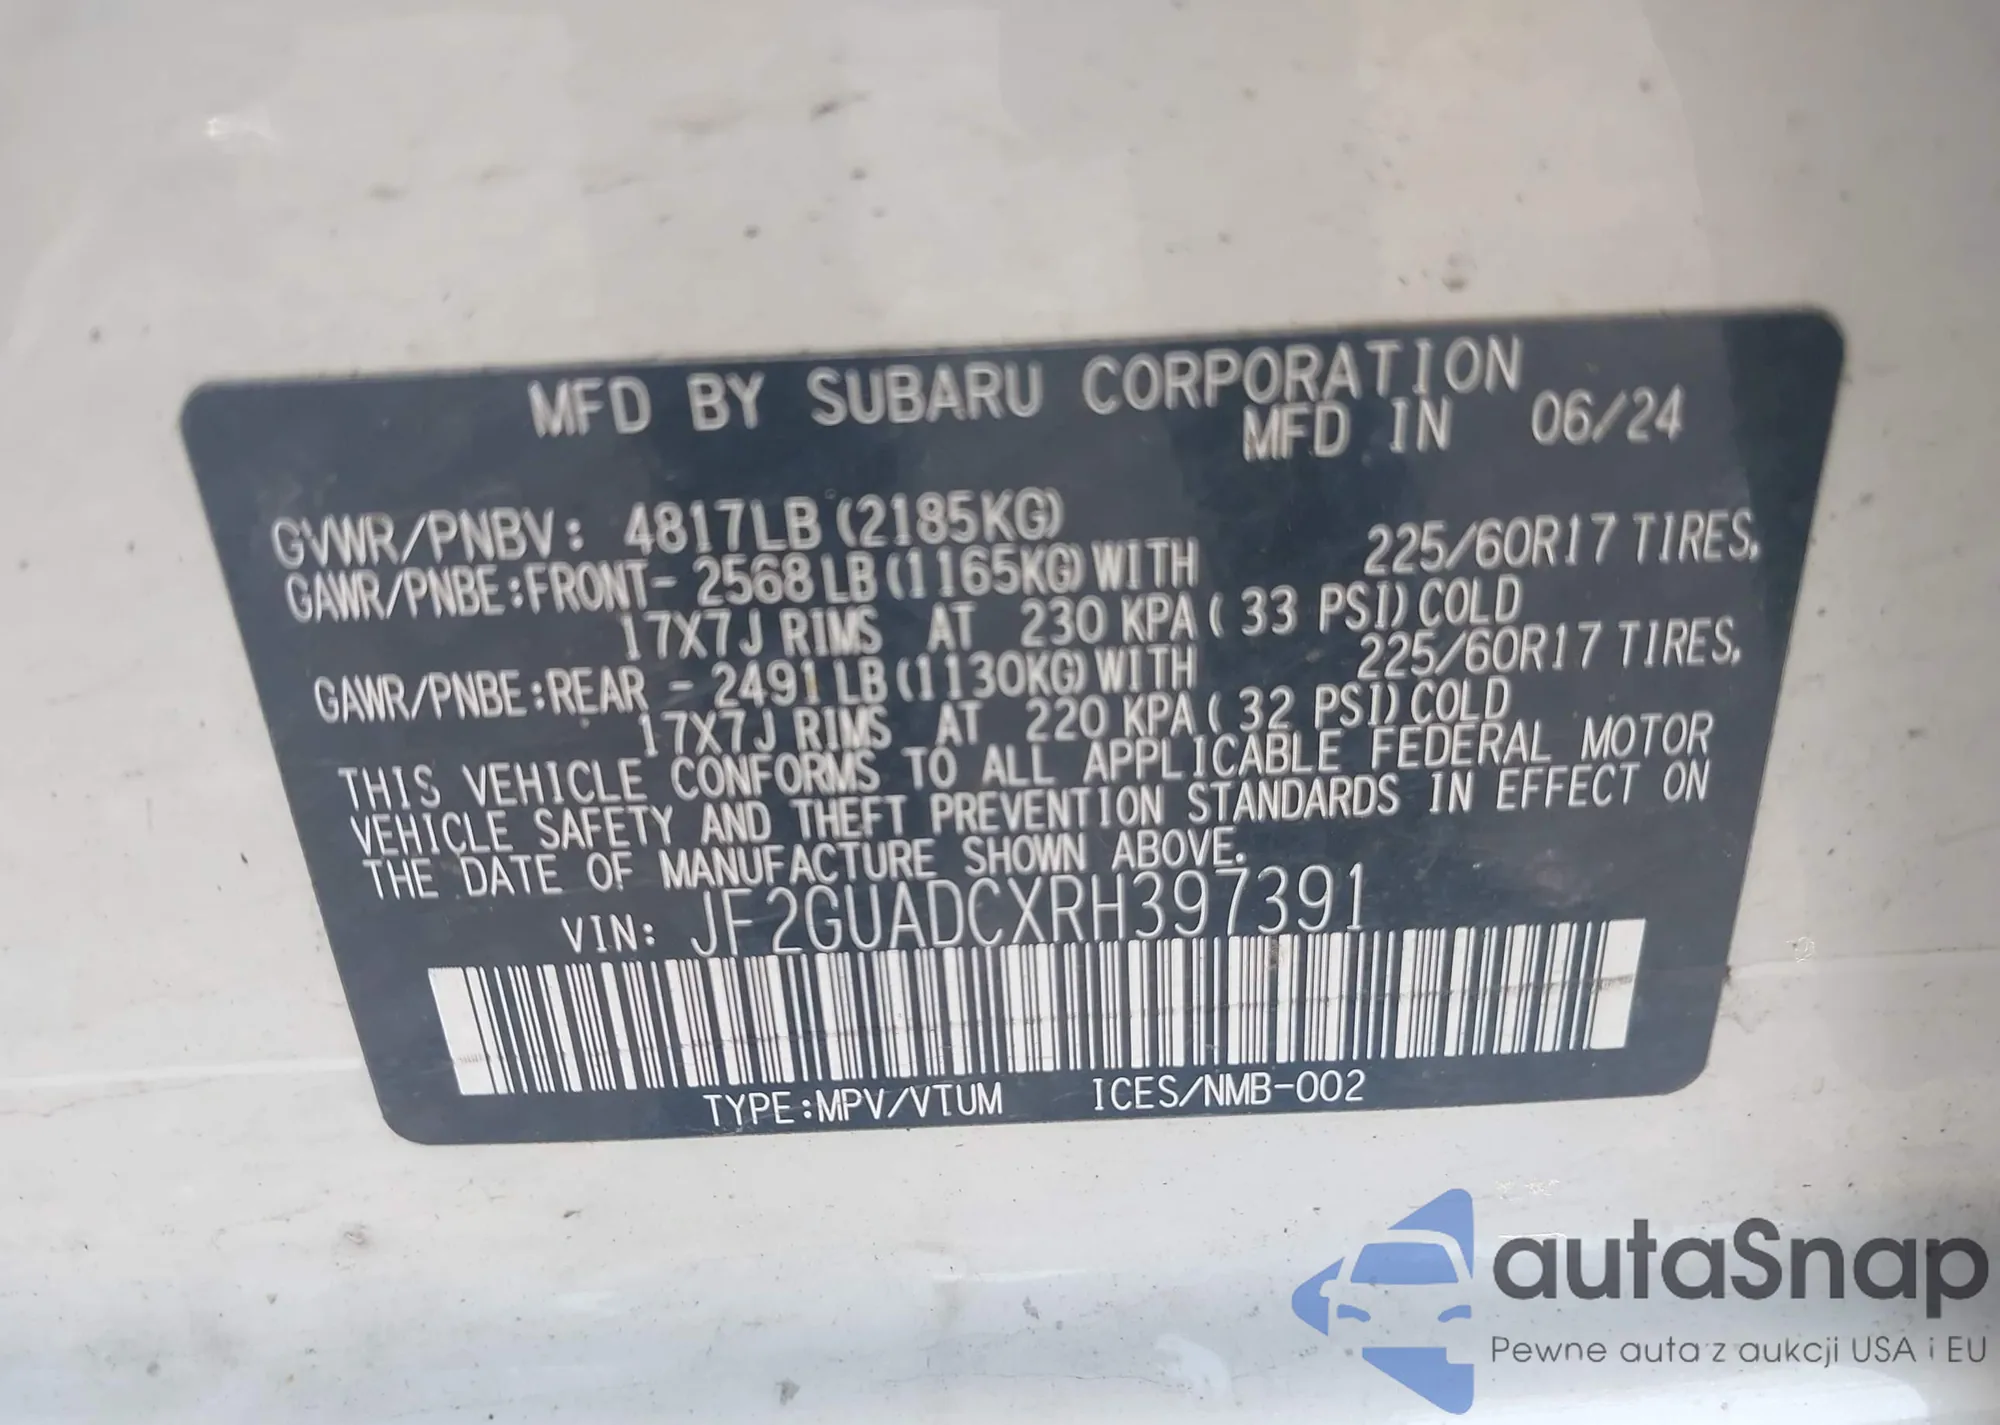 MFD BY SUBARU CORPORATION
MFD IN 06/24
GVWR/PNBV: 4817LB (2185KG)
GAWR/PNBE:FRONT- 2568LB (1165KG) WITH 225/60R17 TIRES,
17X7J RIMS AT 230 KPA ( 33 PSI) COLD
GAWR/PNBE:REAR - 2491LB (1130KG) WITH 225/60R17 TIRES,
17X7J RIMS AT 220 KPA ( 32 PSI) COLD
THIS VEHICLE CONFORMS TO ALL APPLICABLE FEDERAL MOTOR
VEHICLE SAFETY AND THEFT PREVENTION STANDARDS IN EFFECT ON
THE DATE OF MANUFACTURE SHOWN ABOVE.
VIN: JF2GUADCXRH397391
TYPE:MPV/VTUM ICES/NMB-002
autaSnap
Pewne auta z aukcji USA i EU